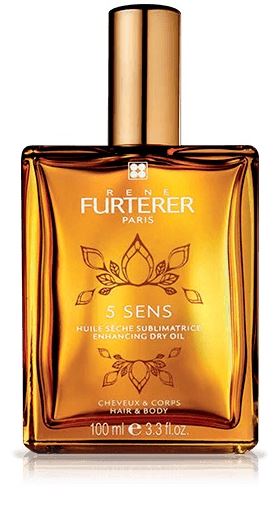 RENE
FURTERER
PARIS
5 SENS
HUILE SÈCHE SUBLIMATRICE
ENHANCING DRY OIL
CHEVEUX & CORPS
HAIR & BODY
100 ml ℮ 3.3 fl.oz.